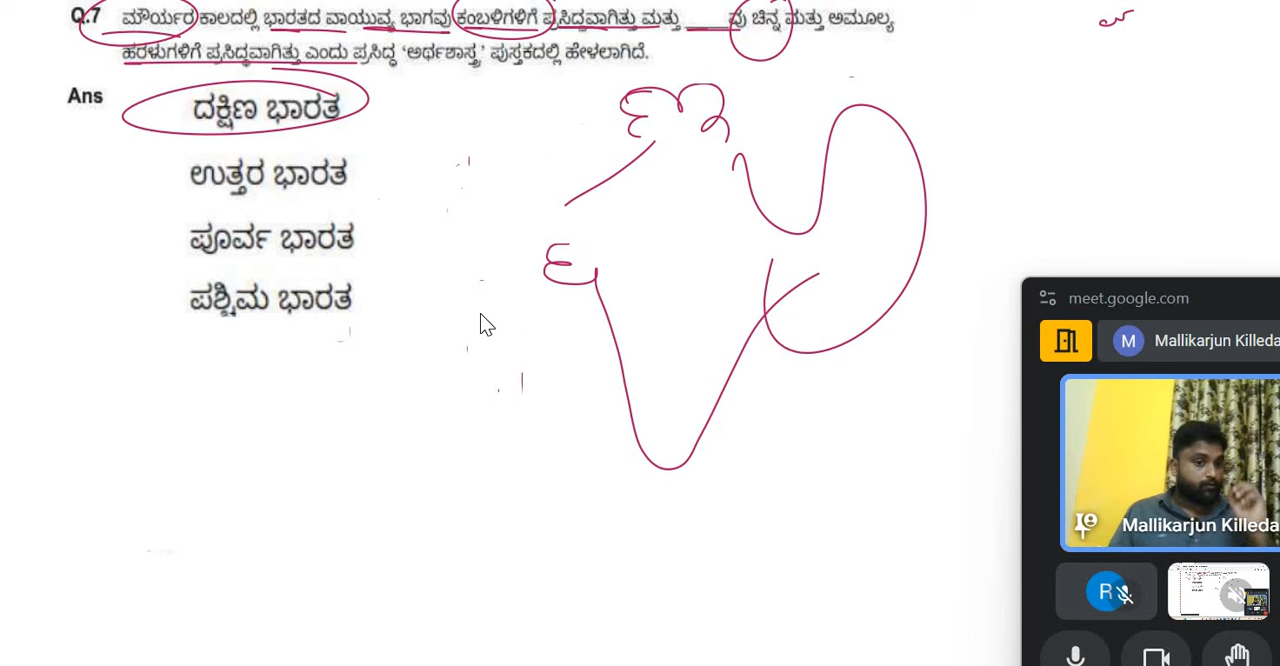 Q.7 ಮೌರ್ಯರ ಕಾಲದಲ್ಲಿ ಭಾರತದ ವಾಯುವ್ಯ ಭಾಗವು ಕಂಬಳಿಗಳಿಗೆ ಪ್ರಸಿದ್ಧವಾಗಿತ್ತು ಮತ್ತು ____ವು ಚಿನ್ನ ಮತ್ತು ಅಮೂಲ್ಯ
ಹರಳುಗಳಿಗೆ ಪ್ರಸಿದ್ಧವಾಗಿತ್ತು ಎಂದು ಪ್ರಸಿದ್ಧ ‘ಅರ್ಥಶಾಸ್ತ್ರ’ ಪುಸ್ತಕದಲ್ಲಿ ಹೇಳಲಾಗಿದೆ.
Ans ದಕ್ಷಿಣ ಭಾರತ
ಉತ್ತರ ಭಾರತ
ಪೂರ್ವ ಭಾರತ
ಪಶ್ಚಿಮ ಭಾರತ
meet.google.com
M Mallikarjun Killeda
Mallikarjun Killeda
R